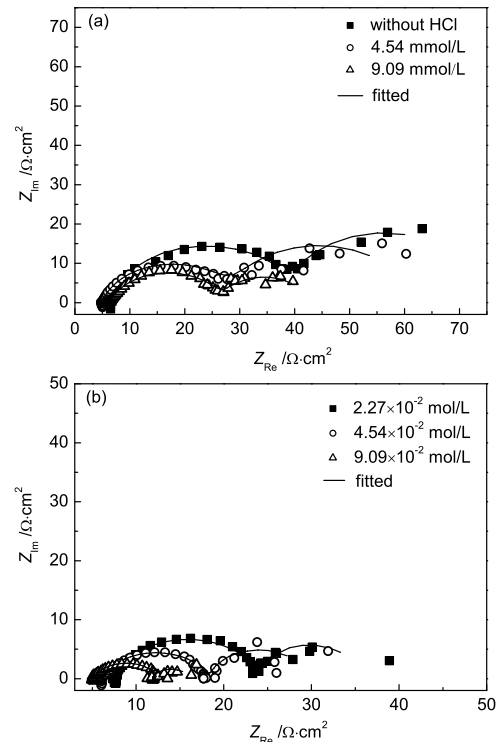 (a)
without HCl
4.54 mmol/L
9.09 mmol/L
fitted
70
60
50
40
30
20
10
0
Z_Im /Ω·cm²
0 10 20 30 40 50 60 70
Z_Re /Ω·cm²
(b)
2.27×10⁻² mol/L
4.54×10⁻² mol/L
9.09×10⁻² mol/L
fitted
50
40
30
20
10
0
Z_Im /Ω·cm²
0 10 20 30 40 50
Z_Re /Ω·cm²